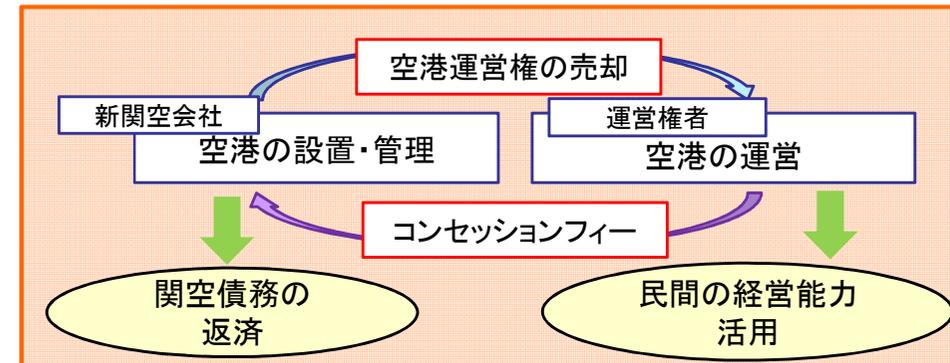 空港運営権の売却
新関空会社
空港の設置・管理
運営権者
空港の運営
コンセッションフィー
関空債務の
返済
民間の経営能力
活用